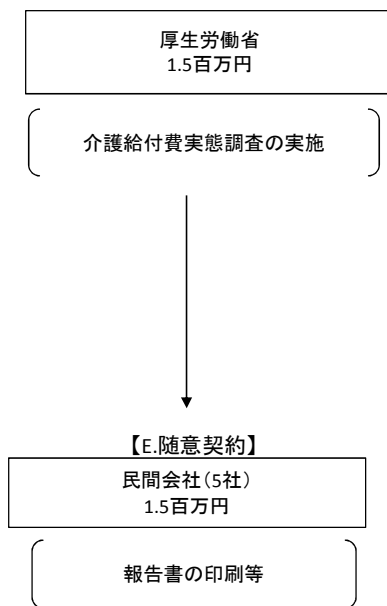 厚生労働省
1.5百万円
介護給付費実態調査の実施
【E.随意契約】
民間会社（5社）
1.5百万円
報告書の印刷等